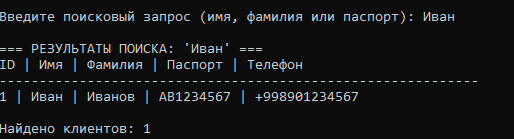 Введите поисковый запрос (имя, фамилия или паспорт): Иван
=== РЕЗУЛЬТАТЫ ПОИСКА: 'Иван' ===
ID | Имя | Фамилия | Паспорт | Телефон
------------------------------------------------------------
1 | Иван | Иванов | AB1234567 | +998901234567
Найдено клиентов: 1